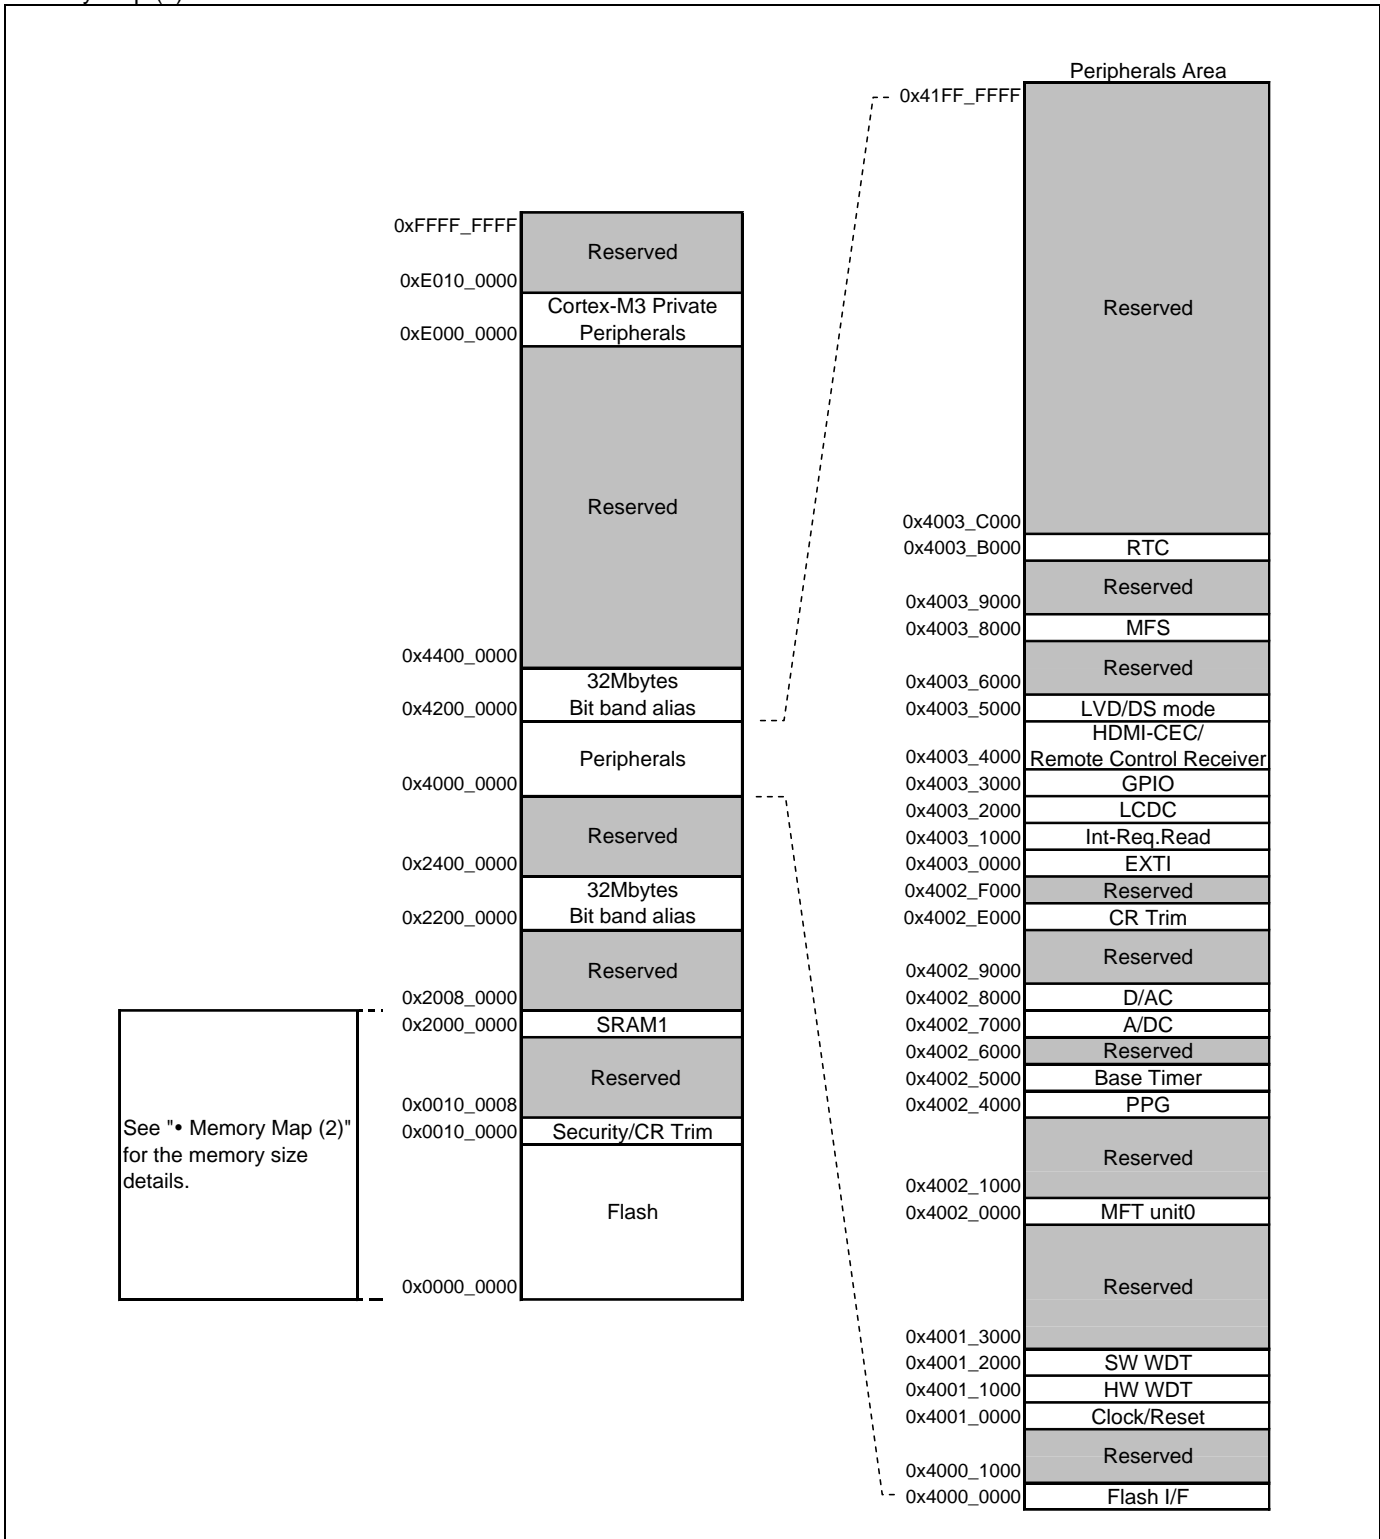 Peripherals Area
0x41FF_FFFF
Reserved
0x4003_C000
0x4003_B000 RTC
Reserved
0x4003_9000
0x4003_8000 MFS
Reserved
0x4003_6000
0x4003_5000 LVD/DS mode
HDMI-CEC/
0x4003_4000 Remote Control Receiver
0x4003_3000 GPIO
0x4003_2000 LCDC
0x4003_1000 Int-Req.Read
0x4003_0000 EXTI
0x4002_F000 Reserved
0x4002_E000 CR Trim
Reserved
0x4002_9000
0x4002_8000 D/AC
0x4002_7000 A/DC
0x4002_6000 Reserved
0x4002_5000 Base Timer
0x4002_4000 PPG
Reserved
0x4002_1000
0x4002_0000 MFT unit0
Reserved
0x4001_3000
0x4001_2000 SW WDT
0x4001_1000 HW WDT
0x4001_0000 Clock/Reset
Reserved
0x4000_1000
0x4000_0000 Flash I/F
0xFFFF_FFFF
Reserved
0xE010_0000
Cortex-M3 Private
0xE000_0000 Peripherals
Reserved
0x4400_0000
32Mbytes
0x4200_0000 Bit band alias
Peripherals
0x4000_0000
Reserved
0x2400_0000
32Mbytes
0x2200_0000 Bit band alias
Reserved
0x2008_0000
0x2000_0000 SRAM1
Reserved
0x0010_0008
0x0010_0000 Security/CR Trim
Flash
0x0000_0000
See "• Memory Map (2)"
for the memory size
details.